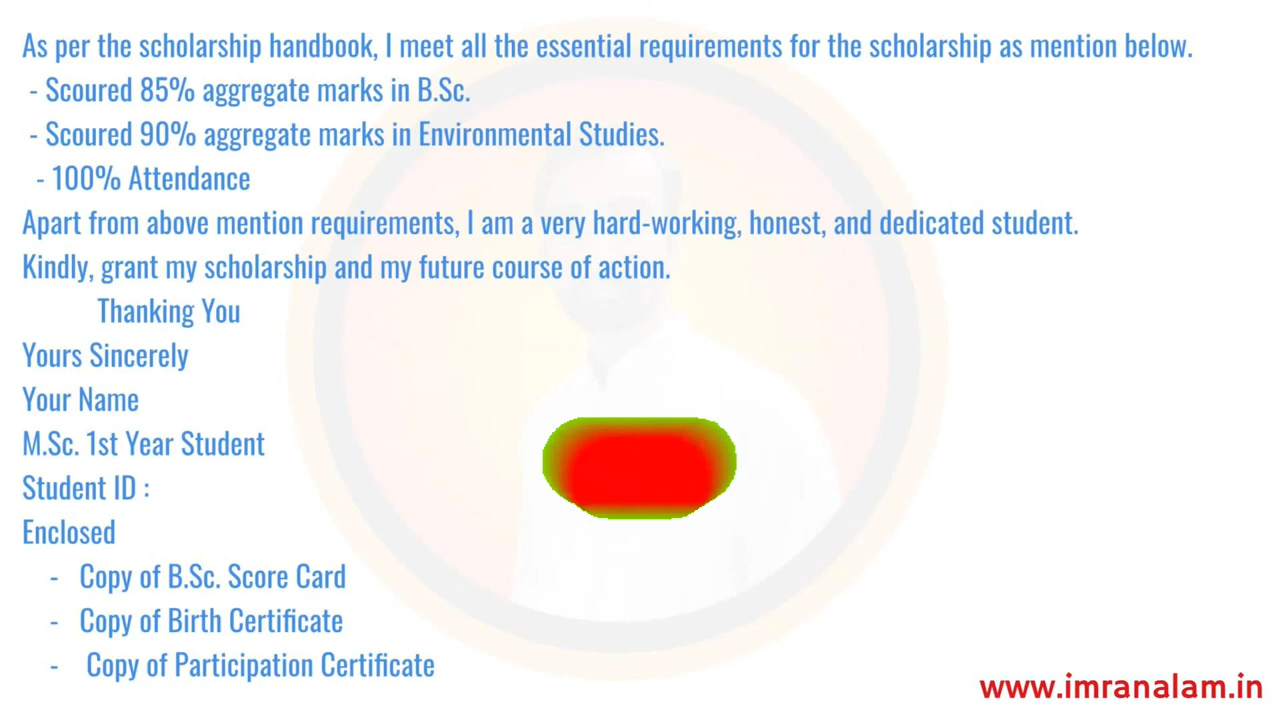 As per the scholarship handbook, I meet all the essential requirements for the scholarship as mention below.
- Scoured 85% aggregate marks in B.Sc.
- Scoured 90% aggregate marks in Environmental Studies.
- 100% Attendance
Apart from above mention requirements, I am a very hard-working, honest, and dedicated student.
Kindly, grant my scholarship and my future course of action.
Thanking You
Yours Sincerely
Your Name
M.Sc. 1st Year Student
Student ID :
Enclosed
- Copy of B.Sc. Score Card
- Copy of Birth Certificate
- Copy of Participation Certificate
www.imranalam.in